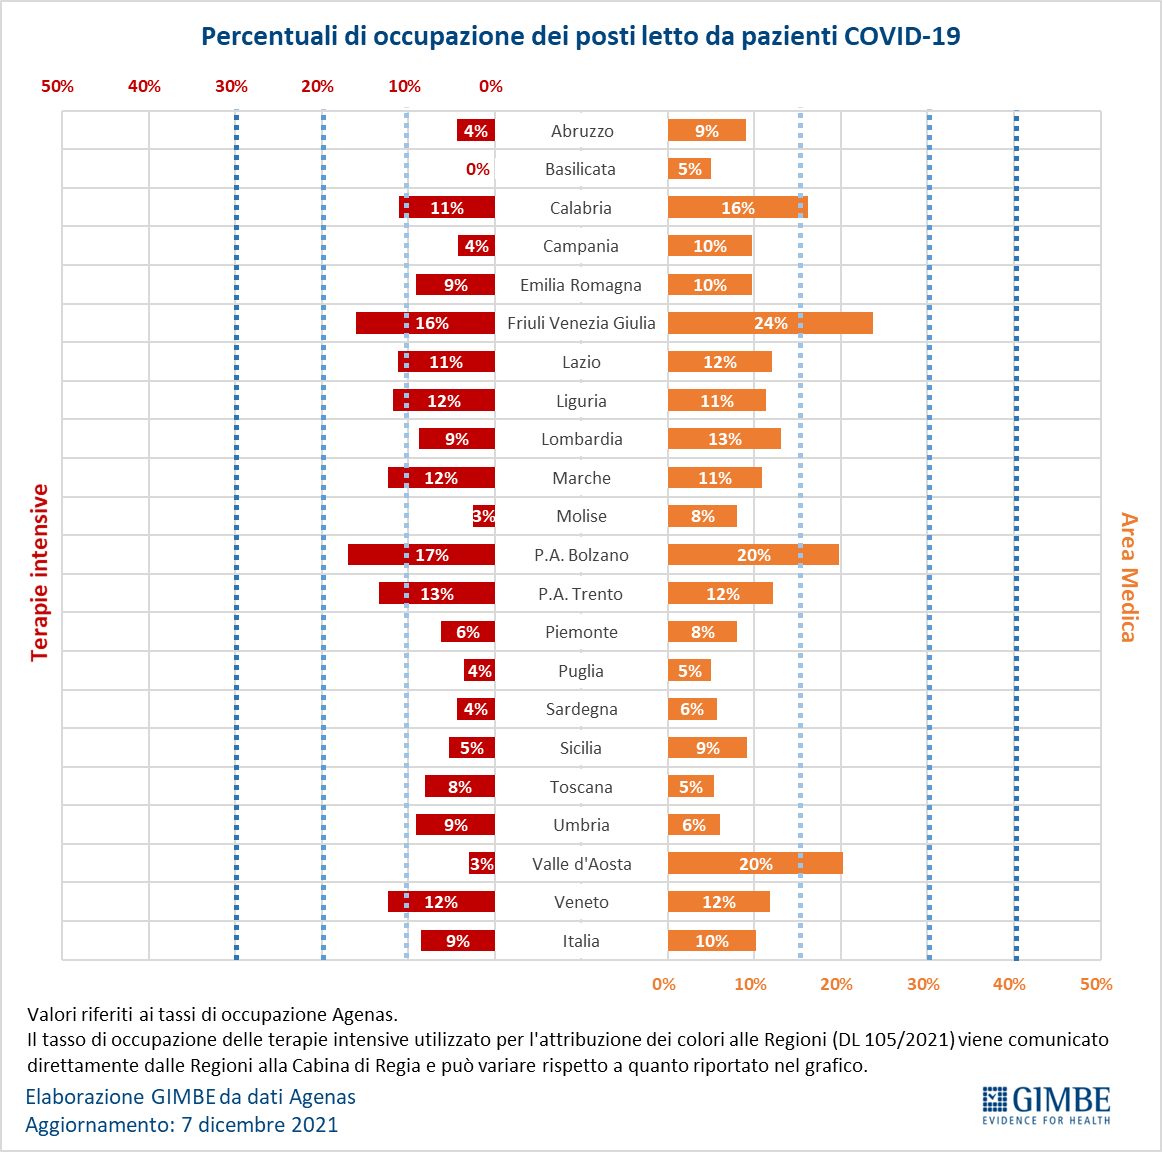 Percentuali di occupazione dei posti letto da pazienti COVID-19
50% 40% 30% 20% 10% 0%
4% Abruzzo 9%
0% Basilicata 5%
11% Calabria 16%
4% Campania 10%
9% Emilia Romagna 10%
16% Friuli Venezia Giulia 24%
11% Lazio 12%
12% Liguria 11%
9% Lombardia 13%
12% Marche 11%
3% Molise 8%
17% P.A. Bolzano 20%
13% P.A. Trento 12%
6% Piemonte 8%
4% Puglia 5%
4% Sardegna 6%
5% Sicilia 9%
8% Toscana 5%
9% Umbria 6%
3% Valle d'Aosta 20%
12% Veneto 12%
9% Italia 10%
Terapie intensive
Area Medica
0% 10% 20% 30% 40% 50%
Valori riferiti ai tassi di occupazione Agenas.
Il tasso di occupazione delle terapie intensive utilizzato per l'attribuzione dei colori alle Regioni (DL 105/2021) viene comunicato
direttamente dalle Regioni alla Cabina di Regia e può variare rispetto a quanto riportato nel grafico.
Elaborazione GIMBE da dati Agenas
Aggiornamento: 7 dicembre 2021
GIMBE
EVIDENCE FOR HEALTH